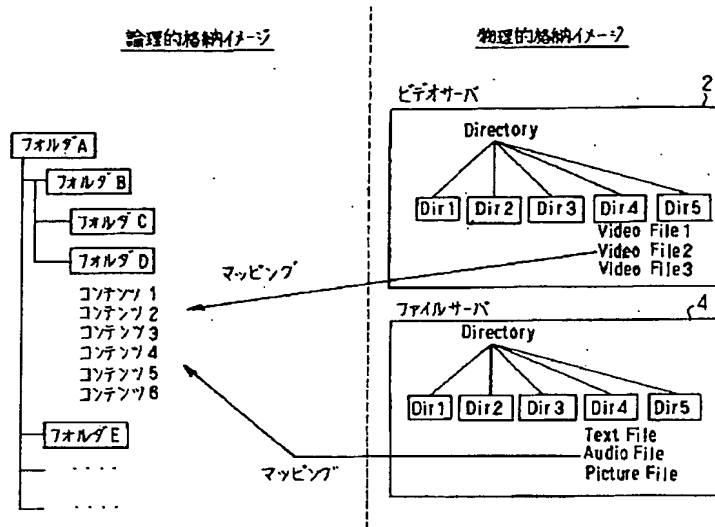 論理的格納イメージ
フォルダA
フォルダB
フォルダC
フォルダD
コンテンツ1
コンテンツ2
コンテンツ3
コンテンツ4
コンテンツ5
コンテンツ6
フォルダE
‥‥
‥‥
マッピング
マッピング
物理的格納イメージ
2
ビデオサーバ
Directory
Dir1 Dir2 Dir3 Dir4 Dir5
Video File1
Video File2
Video File3
4
ファイルサーバ
Directory
Dir1 Dir2 Dir3 Dir4 Dir5
Text File
Audio File
Picture File